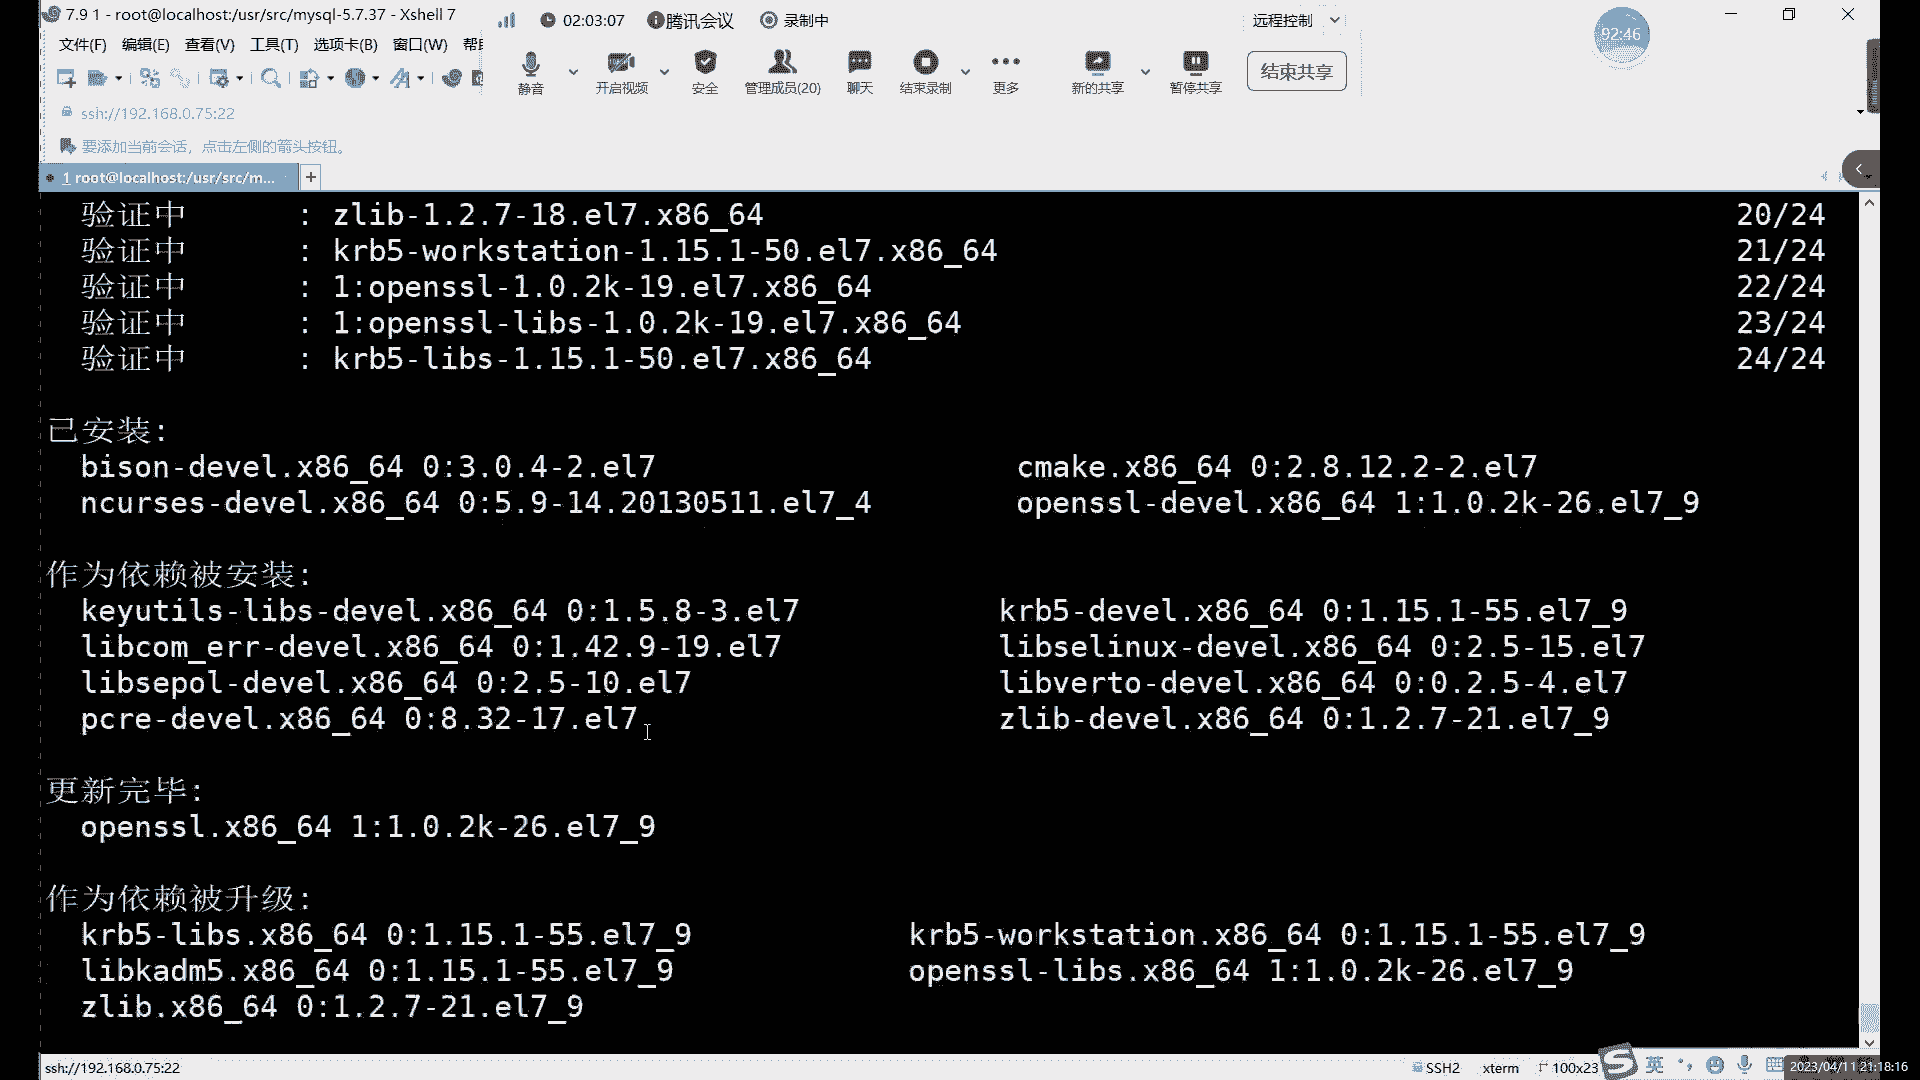 7.9 1 - root@localhost:/usr/src/mysql-5.7.37 - Xshell 7
02:03:07 腾讯会议 录制中
远程控制
92:46
文件(F) 编辑(E) 查看(V) 工具(T) 选项卡(B) 窗口(W)
静音 开启视频 安全 管理成员(20) 聊天 结束录制 更多 新的共享 暂停共享 结束共享
ssh://192.168.0.75:22
要添加当前会话，点击左侧的箭头按钮。
1 root@localhost:/usr/src/m... +
验证中 : zlib-1.2.7-18.el7.x86_64 20/24
验证中 : krb5-workstation-1.15.1-50.el7.x86_64 21/24
验证中 : 1:openssl-1.0.2k-19.el7.x86_64 22/24
验证中 : 1:openssl-libs-1.0.2k-19.el7.x86_64 23/24
验证中 : krb5-libs-1.15.1-50.el7.x86_64 24/24
已安装:
bison-devel.x86_64 0:3.0.4-2.el7 cmake.x86_64 0:2.8.12.2-2.el7
ncurses-devel.x86_64 0:5.9-14.20130511.el7_4 openssl-devel.x86_64 1:1.0.2k-26.el7_9
作为依赖被安装:
keyutils-libs-devel.x86_64 0:1.5.8-3.el7 krb5-devel.x86_64 0:1.15.1-55.el7_9
libcom_err-devel.x86_64 0:1.42.9-19.el7 libselinux-devel.x86_64 0:2.5-15.el7
libsepol-devel.x86_64 0:2.5-10.el7 libverto-devel.x86_64 0:0.2.5-4.el7
pcre-devel.x86_64 0:8.32-17.el7 zlib-devel.x86_64 0:1.2.7-21.el7_9
更新完毕:
openssl.x86_64 1:1.0.2k-26.el7_9
作为依赖被升级:
krb5-libs.x86_64 0:1.15.1-55.el7_9 krb5-workstation.x86_64 0:1.15.1-55.el7_9
libkadm5.x86_64 0:1.15.1-55.el7_9 openssl-libs.x86_64 1:1.0.2k-26.el7_9
zlib.x86_64 0:1.2.7-21.el7_9
ssh://192.168.0.75:22 SSH2 xterm 100x23 英 2023/04/11 21:18:16